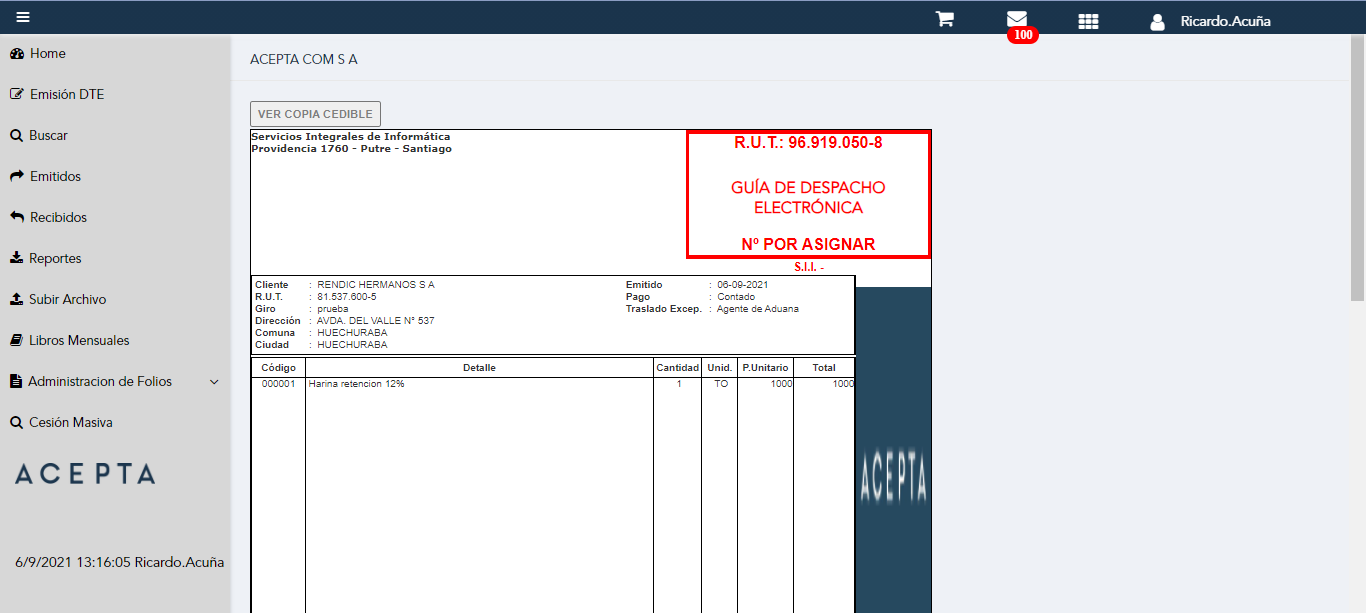 Ricardo.Acuña
100
Home
Emisión DTE
Buscar
Emitidos
Recibidos
Reportes
Subir Archivo
Libros Mensuales
Administracion de Folios
Cesión Masiva
ACEPTA
6/9/2021 13:16:05 Ricardo.Acuña
ACEPTA COM S A
VER COPIA CEDIBLE
Servicios Integrales de Informática
Providencia 1760 - Putre - Santiago
R.U.T.: 96.919.050-8
GUÍA DE DESPACHO
ELECTRÓNICA
Nº POR ASIGNAR
S.I.I. -
Cliente : RENDIC HERMANOS S A Emitido : 06-09-2021
R.U.T. : 81.537.600-5 Pago : Contado
Giro : prueba Traslado Excep. : Agente de Aduana
Dirección : AVDA. DEL VALLE N° 537
Comuna : HUECHURABA
Ciudad : HUECHURABA
Código Detalle Cantidad Unid. P.Unitario Total
000001 Harina retencion 12% 1 TO 1000 1000
ACEPTA